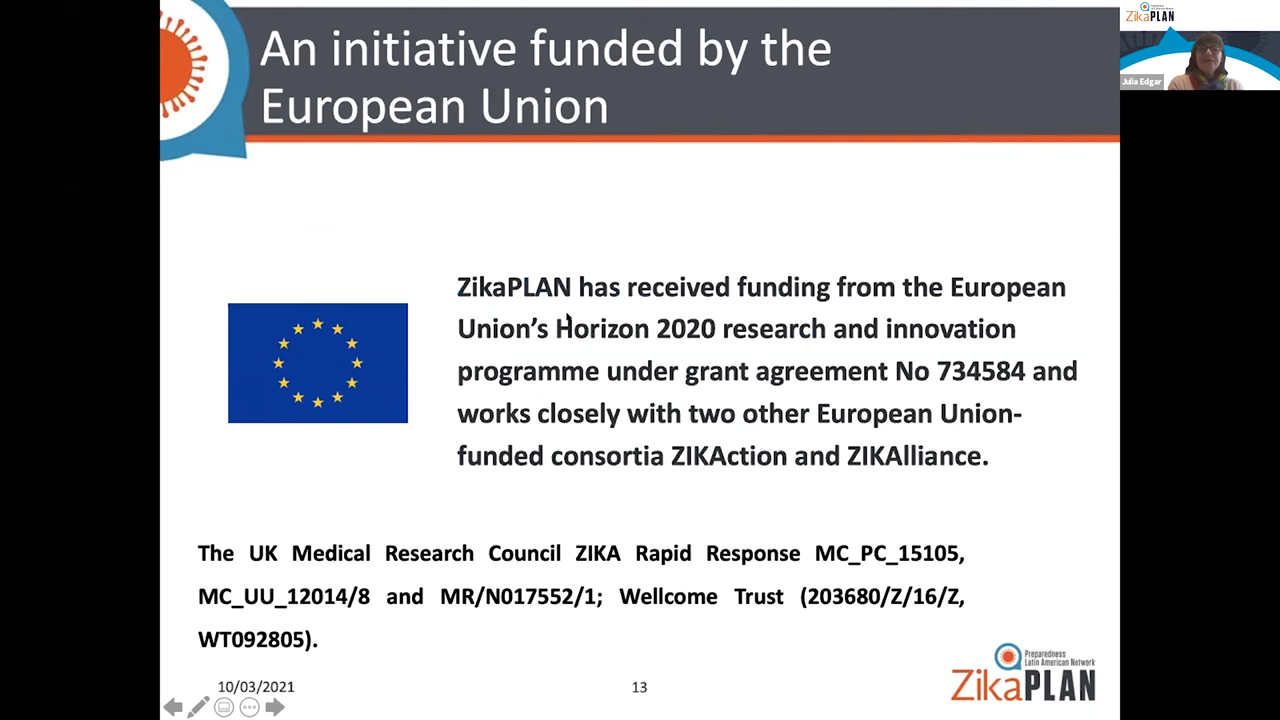 An initiative funded by the
European Union
ZikaPLAN
Julia Edgar
ZikaPLAN has received funding from the European
Union’s Horizon 2020 research and innovation
programme under grant agreement No 734584 and
works closely with two other European Union-
funded consortia ZIKAction and ZIKAlliance.
The UK Medical Research Council ZIKA Rapid Response MC_PC_15105,
MC_UU_12014/8 and MR/N017552/1; Wellcome Trust (203680/Z/16/Z,
WT092805).
Preparedness
Latin American Network
ZikaPLAN
10/03/2021
13